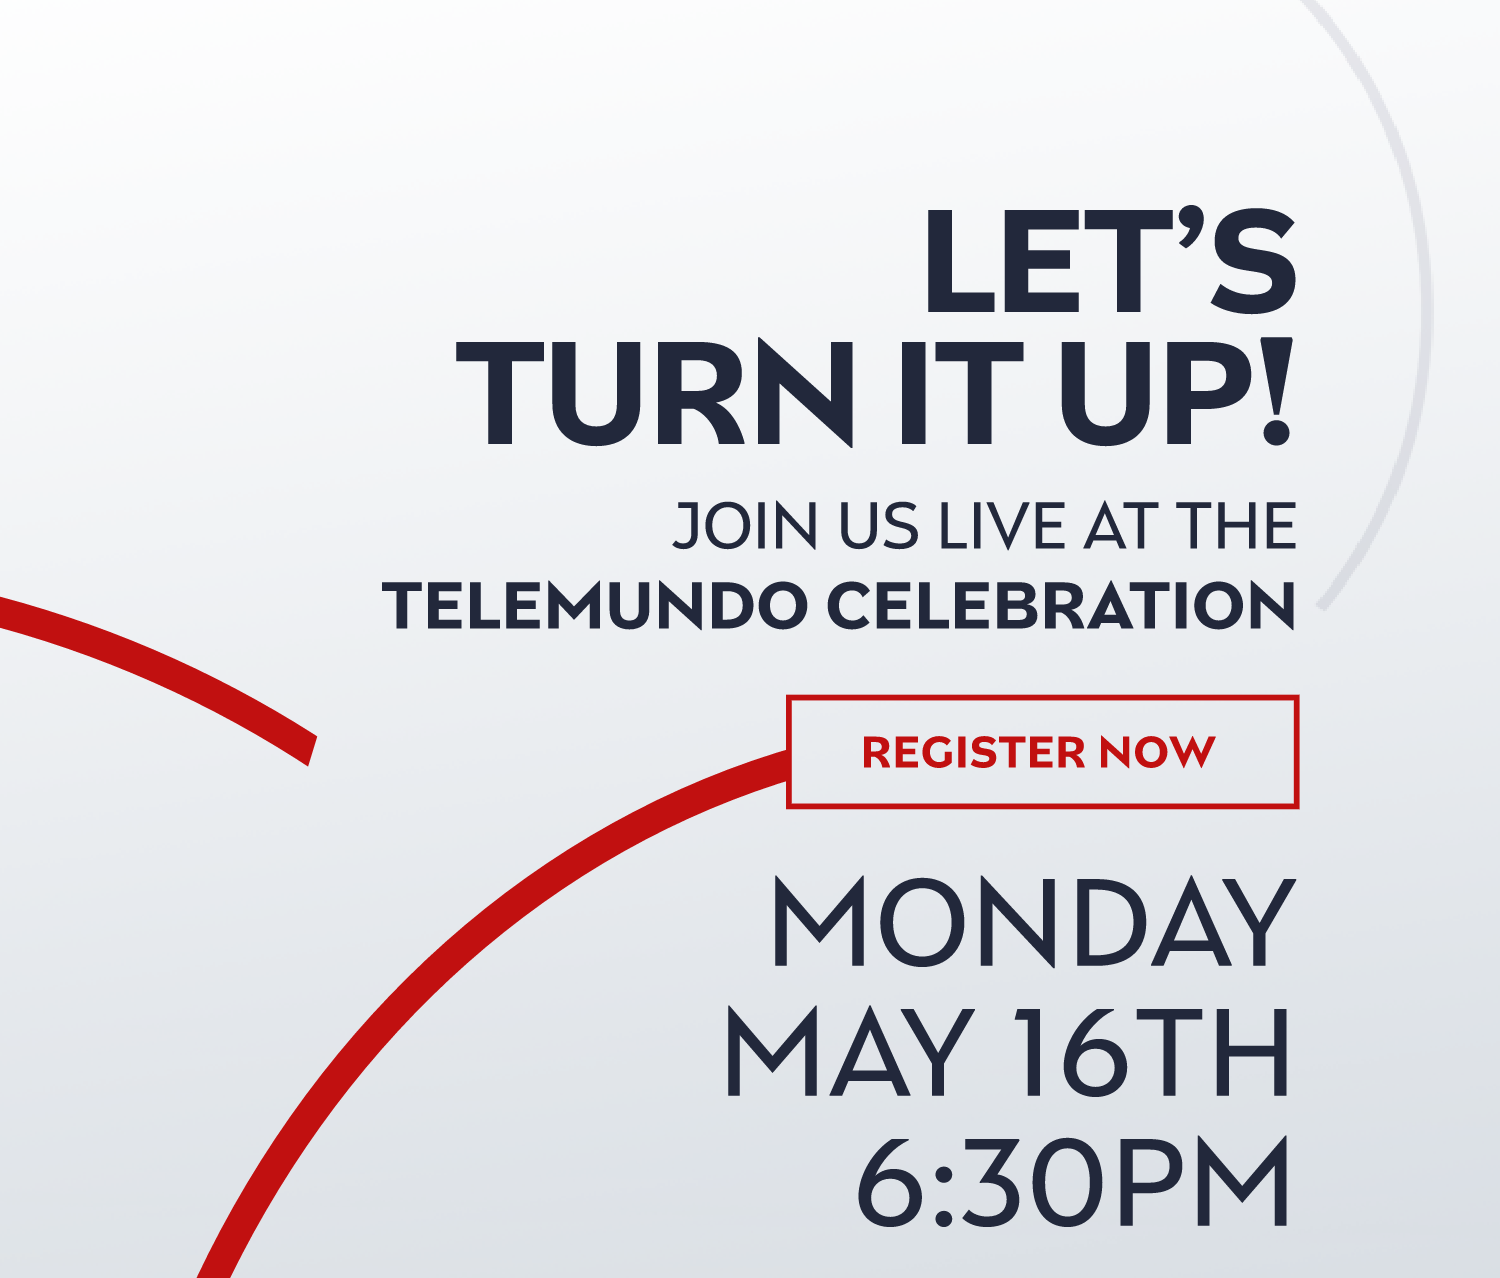 LET’S
TURN IT UP!
JOIN US LIVE AT THE
TELEMUNDO CELEBRATION
REGISTER NOW
MONDAY
MAY 16TH
6:30PM